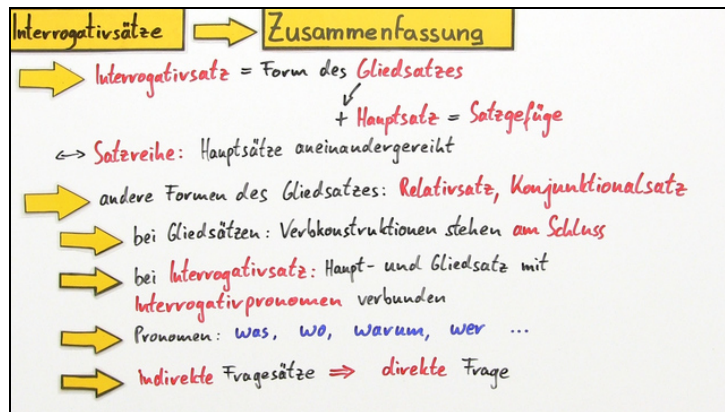 Interrogativsätze Zusammenfassung
Interrogativsatz = Form des Gliedsatzes
+ Hauptsatz = Satzgefüge
↔ Satzreihe: Hauptsätze aneinandergereiht
andere Formen des Gliedsatzes: Relativsatz, Konjunktionalsatz
bei Gliedsätzen: Verbkonstruktionen stehen am Schluss
bei Interrogativsatz: Haupt- und Gliedsatz mit
Interrogativpronomen verbunden
Pronomen: was, wo, warum, wer ...
Indirekte Fragesätze ⇒ direkte Frage